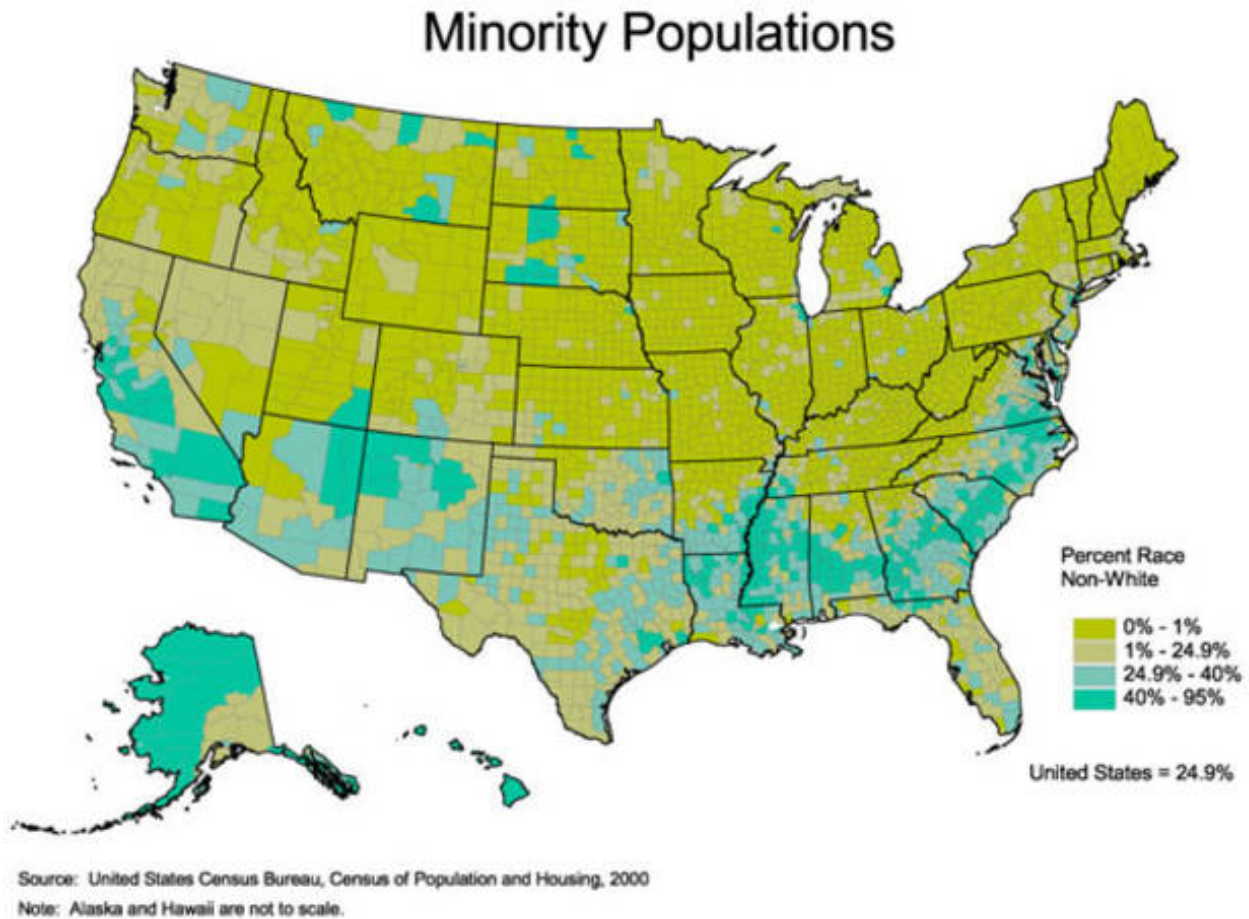 Minority Populations
Percent Race
Non-White
0% - 1%
1% - 24.9%
24.9% - 40%
40% - 95%
United States = 24.9%
Source: United States Census Bureau, Census of Population and Housing, 2000
Note: Alaska and Hawaii are not to scale.